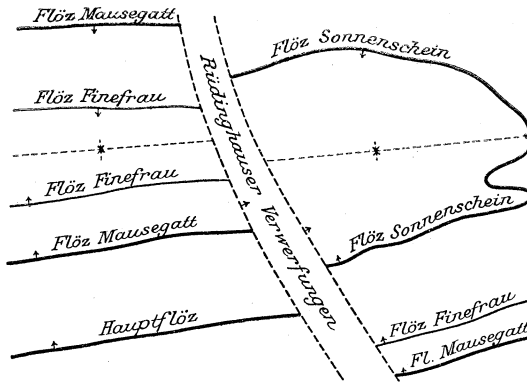 Flöz Mausegatt
Flöz Sonnenschein
Flöz Finefrau
Rüdinghauser Verwerfungen
Flöz Finefrau
Flöz Mausegatt
Flöz Sonnenschein
Hauptflöz
Flöz Finefrau
Fl. Mausegatt